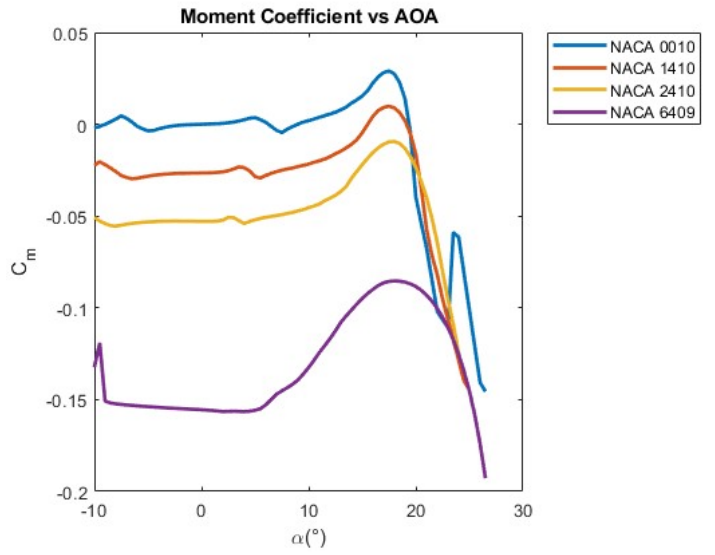 Moment Coefficient vs AOA
NACA 0010
NACA 1410
NACA 2410
NACA 6409
0.05
0
-0.05
-0.1
-0.15
-0.2
C_m
-10
0
10
20
30
α(°)